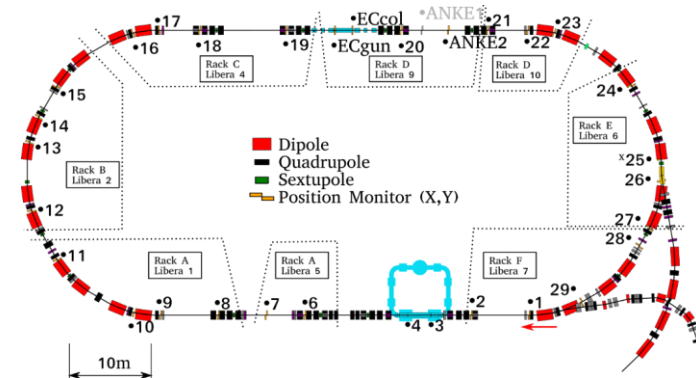 17
16
18
19
ECcol
ECgun
ANKE1
20
ANKE2
21
22
23
Rack C
Libera 4
Rack D
Libera 9
Rack D
Libera 10
15
14
13
24
Rack E
Libera 6
x 25
26
Dipole
Quadrupole
Sextupole
Position Monitor (X,Y)
Rack B
Libera 2
12
11
27
28
Rack A
Libera 1
Rack A
Libera 5
Rack F
Libera 7
29
9
8
7
6
2
1
10
4
3
10m